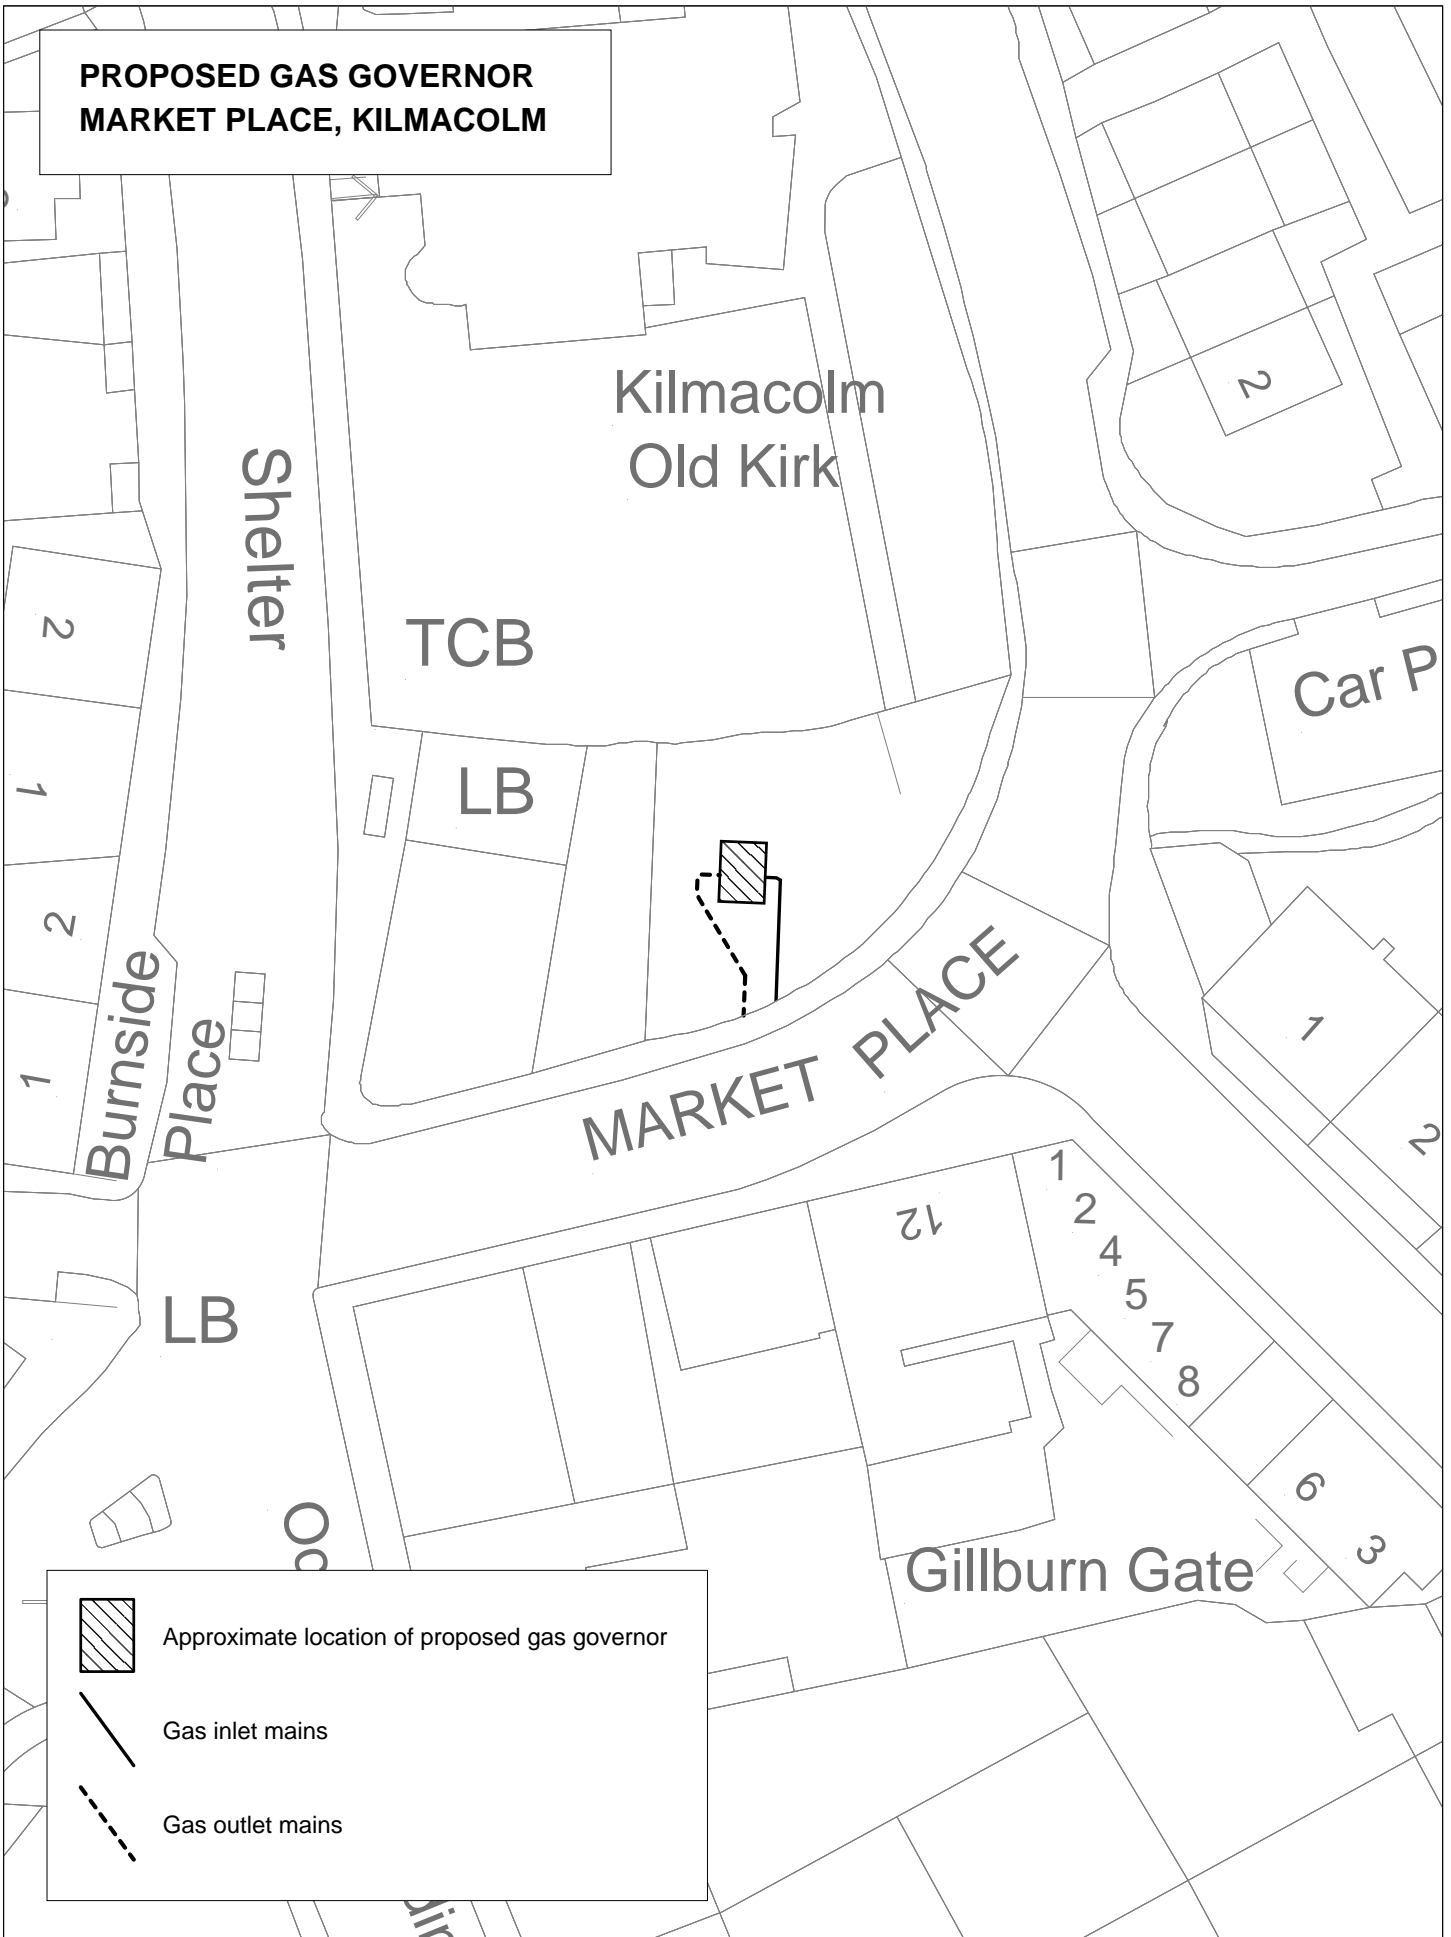 PROPOSED GAS GOVERNOR
MARKET PLACE, KILMACOLM
Kilmacolm
Old Kirk
2
Shelter
TCB
2
Car P
LB
1
2
1
Burnside
Place
MARKET PLACE
1
2
12
1
2
4
5
7
8
LB
6
3
Gillburn Gate
Approximate location of proposed gas governor
Gas inlet mains
Gas outlet mains